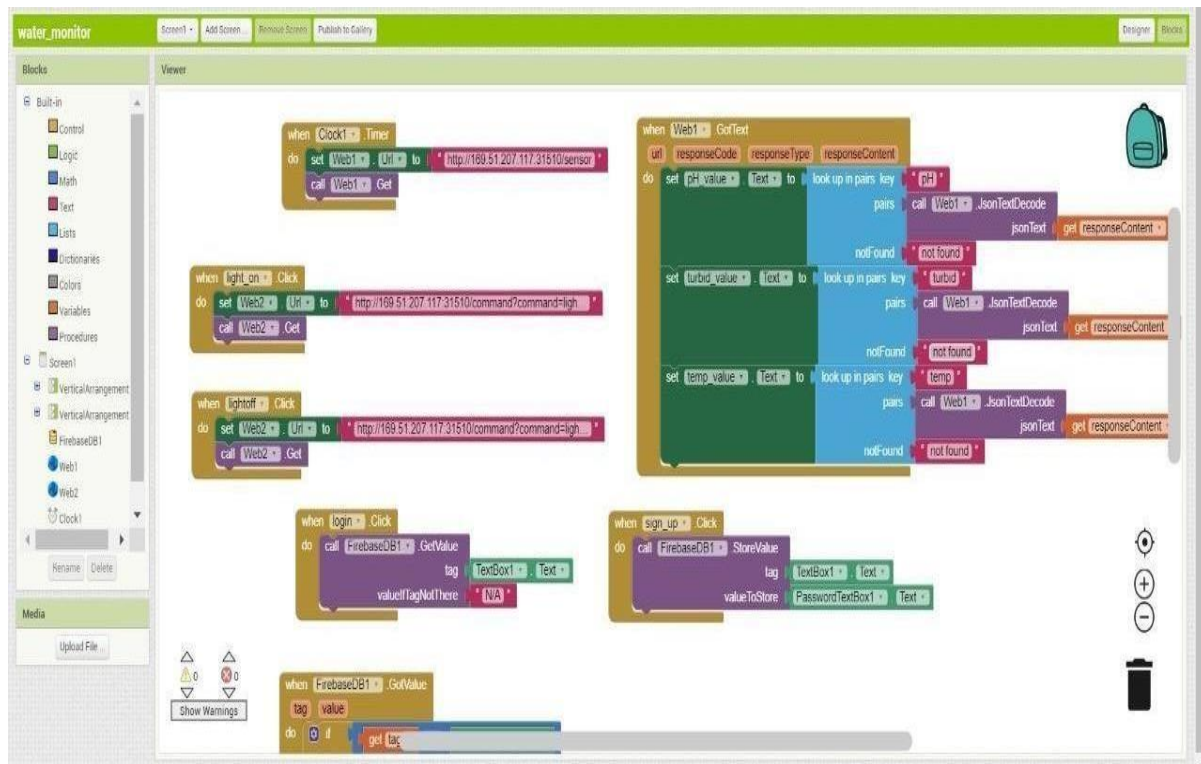 water_monitor
Screen1
Add Screen...
Remove Screen
Publish to Gallery
Designer
Blocks
Blocks
Viewer
Built-in
Control
Logic
Math
Text
Lists
Dictionaries
Colors
Variables
Procedures
Screen1
VerticalArrangement
VerticalArrangement
FirebaseDB1
Web1
Web2
Clock1
Rename
Delete
Media
Upload File ...
when Clock1 .Timer
do set Web1 . Url to " http://169.51.207.117:31510/sensor "
call Web1 .Get
when light_on .Click
do set Web2 . Url to " http://169.51.207.117:31510/command?command=ligh... "
call Web2 .Get
when lightoff .Click
do set Web2 . Url to " http://169.51.207.117:31510/command?command=ligh... "
call Web2 .Get
when Web1 .GotText
url responseCode responseType responseContent
do set pH_value . Text to look up in pairs key " pH "
pairs call Web1 .JsonTextDecode
jsonText get responseContent
notFound " not found "
set turbid_value . Text to look up in pairs key " turbid "
pairs call Web1 .JsonTextDecode
jsonText get responseContent
notFound " not found "
set temp_value . Text to look up in pairs key " temp "
pairs call Web1 .JsonTextDecode
jsonText get responseContent
notFound " not found "
when login .Click
do call FirebaseDB1 .GetValue
tag TextBox1 . Text
valueIfTagNotThere " N/A "
when sign_up .Click
do call FirebaseDB1 .StoreValue
tag TextBox1 . Text
valueToStore PasswordTextBox1 . Text
0 0
Show Warnings
when FirebaseDB1 .GotValue
tag value
do if get tag